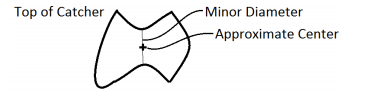 Top of Catcher
Minor Diameter
Approximate Center